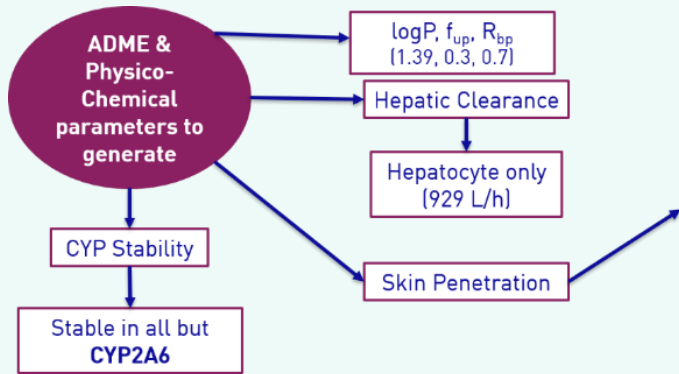 ADME &
Physico-
Chemical
parameters to
generate
logP, fup, Rbp
(1.39, 0.3, 0.7)
Hepatic Clearance
Hepatocyte only
(929 L/h)
CYP Stability
Skin Penetration
Stable in all but
CYP2A6